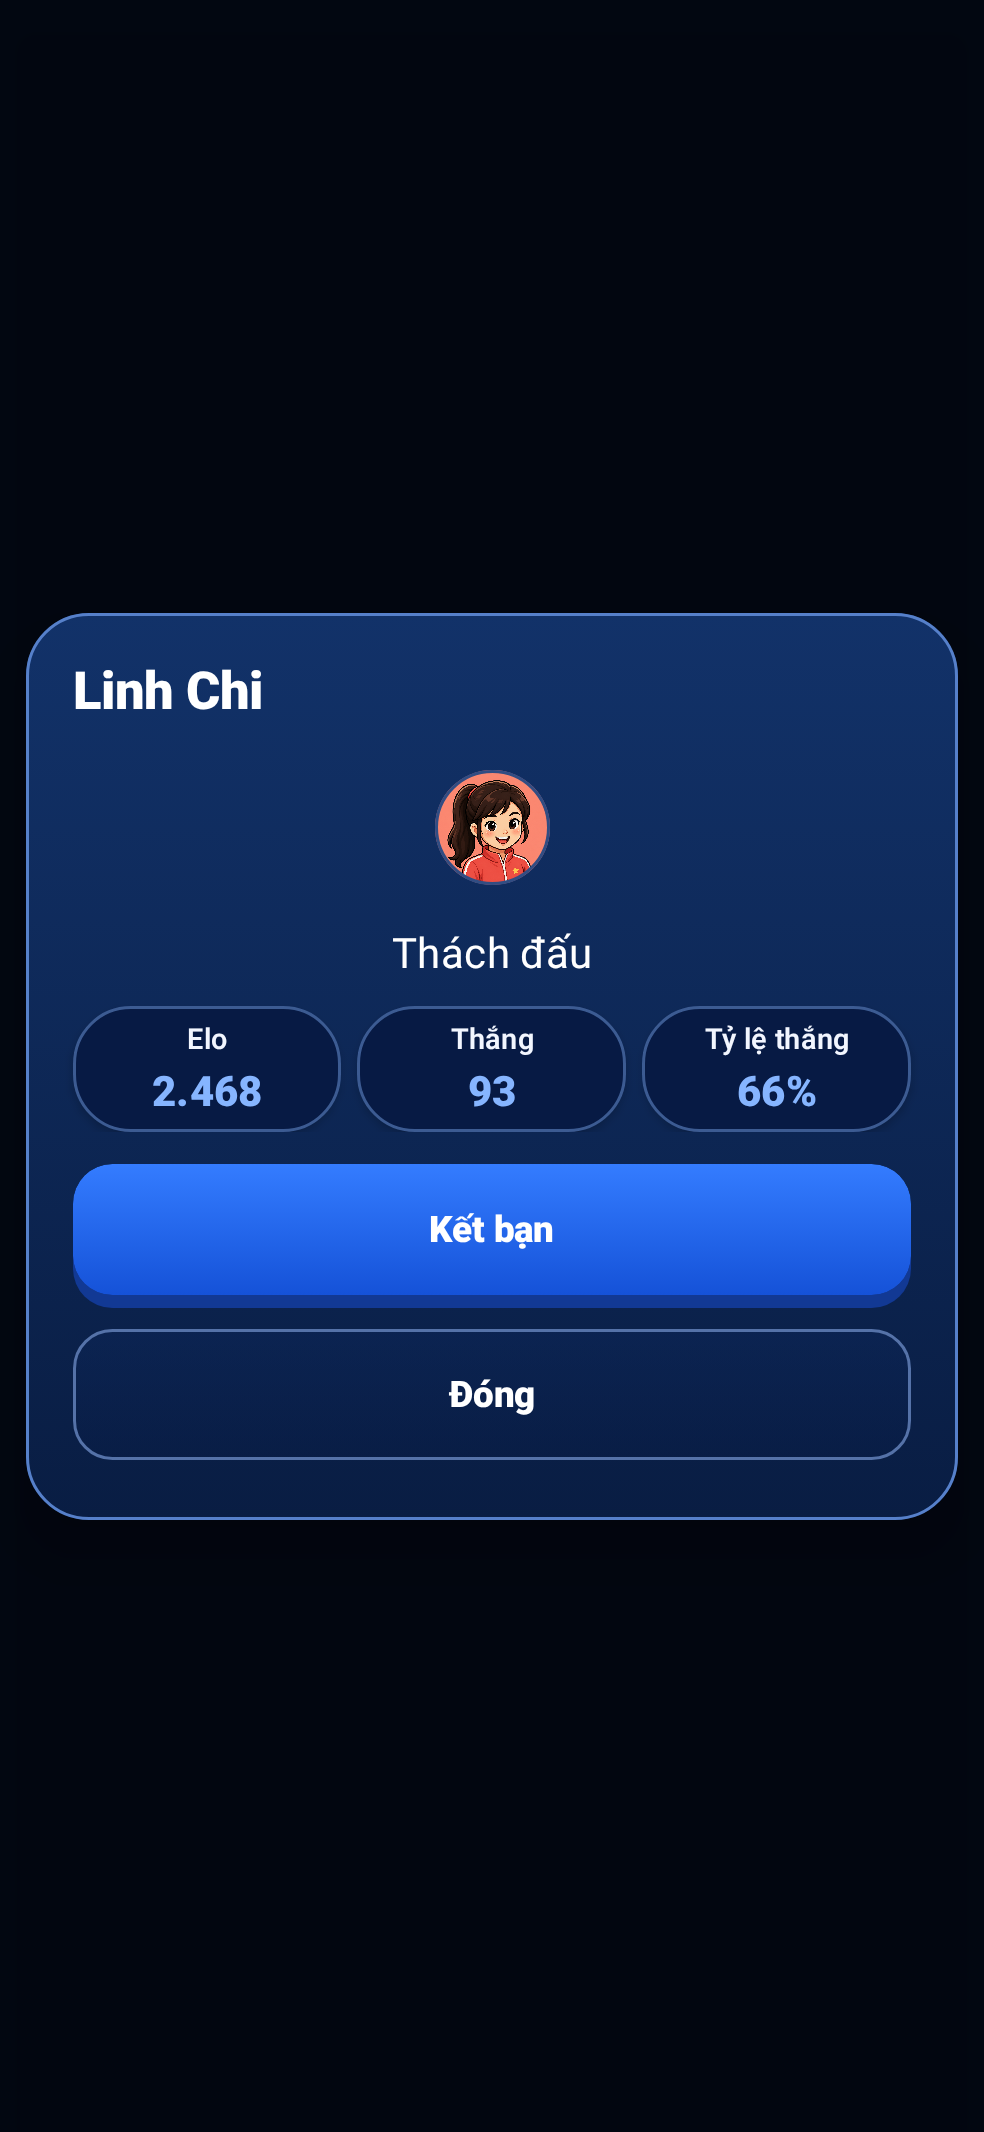 Linh Chi
Thách đấu
Elo
2.468
Thắng
93
Tỷ lệ thắng
66%
Kết bạn
Đóng